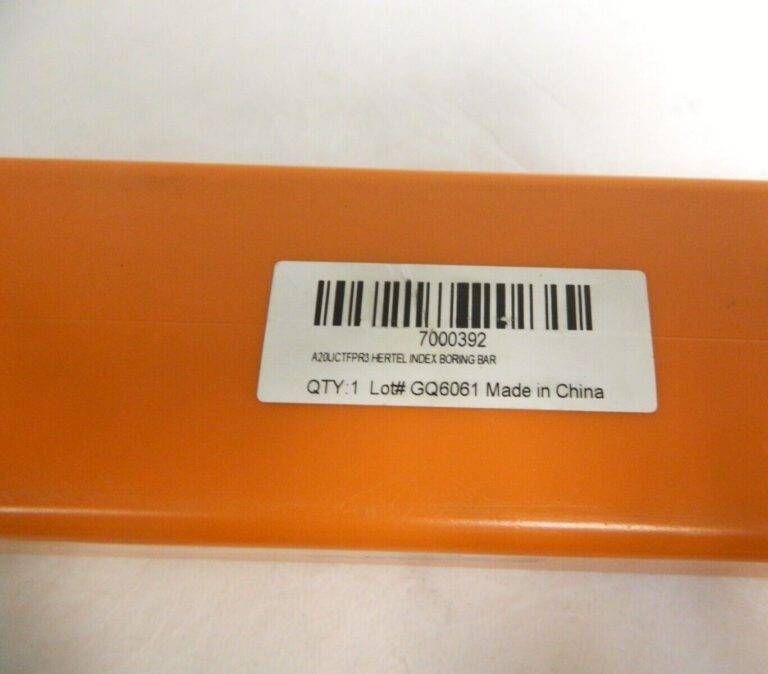 7000392
A20UCTFPR3 HERTEL INDEX BORING BAR
QTY:1 Lot# GQ6061 Made in China